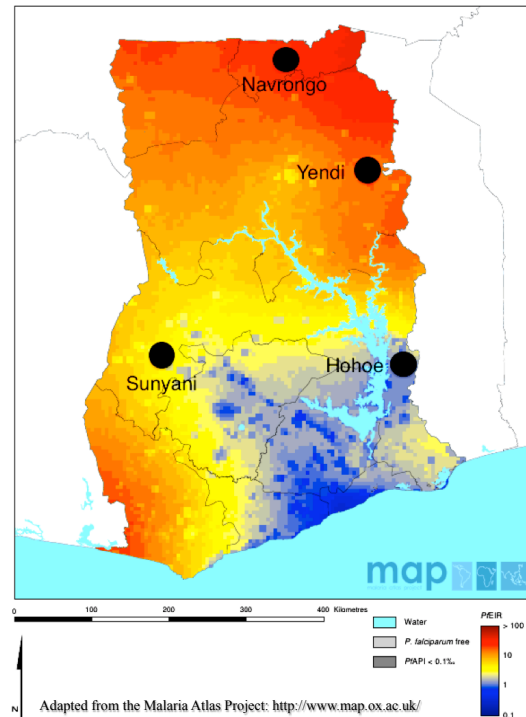 Navrongo
Yendi
Sunyani
Hohoe
map
0 100 200 300 400 Kilometres
Water
P. falciparum free
PfAPI < 0.1‰
PfEIR
> 100
10
1
0.1
N
Adapted from the Malaria Atlas Project: http://www.map.ox.ac.uk/